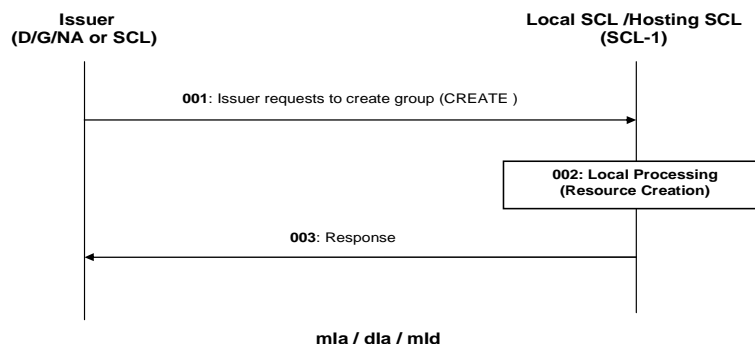 Issuer
(D/G/NA or SCL)
Local SCL /Hosting SCL
(SCL-1)
001: Issuer requests to create group (CREATE )
002: Local Processing
(Resource Creation)
003: Response
mIa / dIa / mId